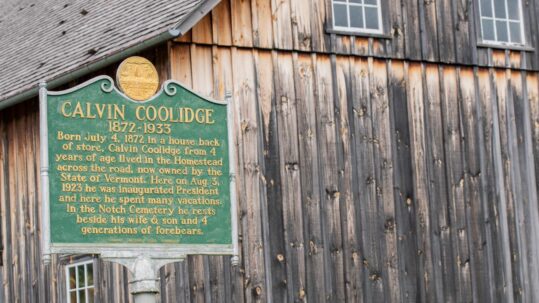 CALVIN COOLIDGE
1872-1933
Born July 4, 1872 in a house back
of store, Calvin Coolidge from 4
years of age lived in the Homestead
across the road, now owned by the
State of Vermont. Here on Aug. 3,
1923 he was inaugurated President
and here he spent many vacations.
In the Notch Cemetery he rests
beside his wife & son and 4
generations of forebears.